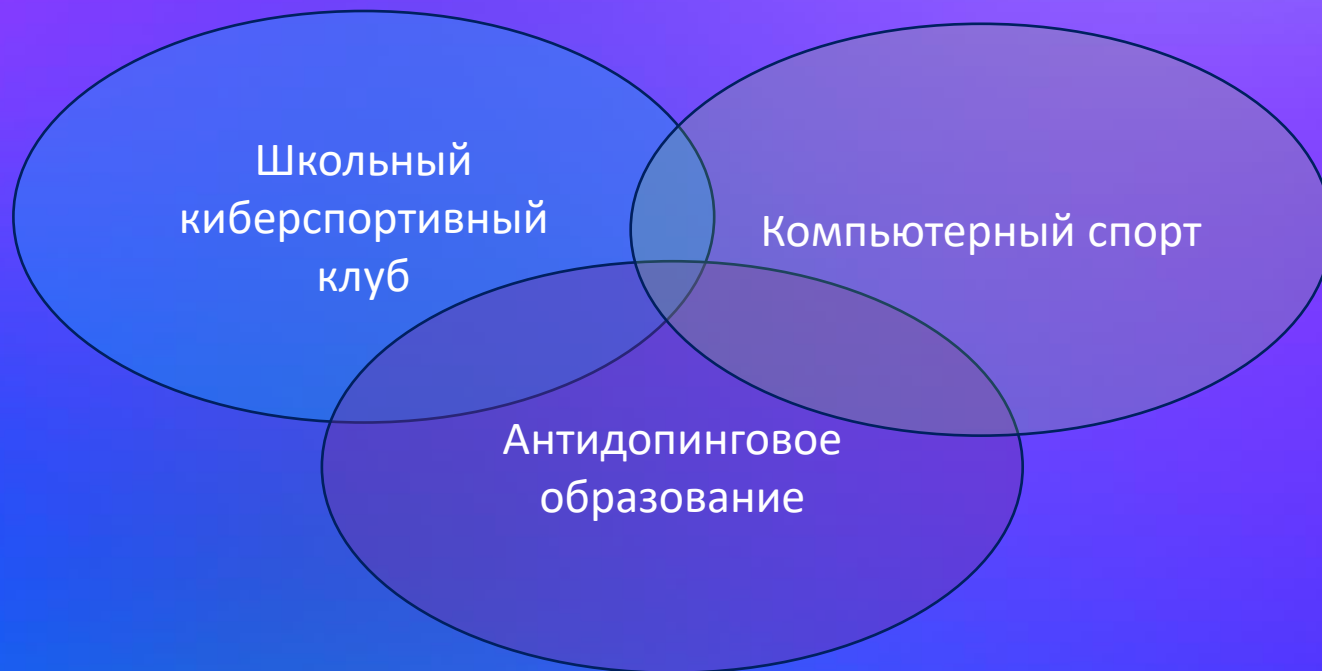 Школьный
киберспортивный
клуб
Компьютерный спорт
Антидопинговое
образование